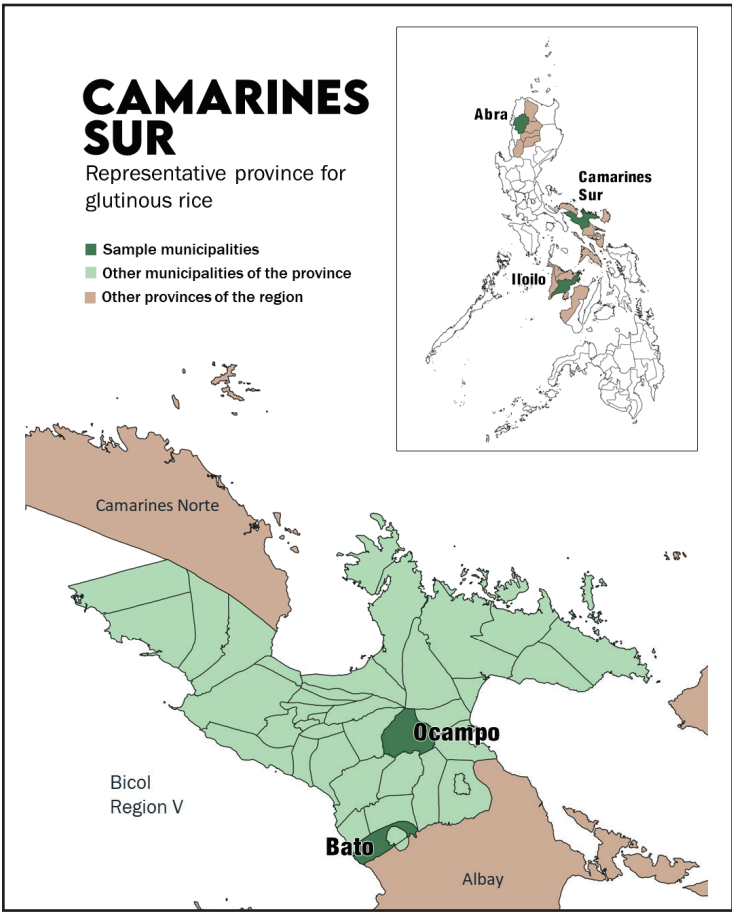 CAMARINES
SUR
Representative province for
glutinous rice
Sample municipalities
Other municipalities of the province
Other provinces of the region
Abra
Camarines
Sur
Iloilo
Camarines Norte
Ocampo
Bicol
Region V
Bato
Albay